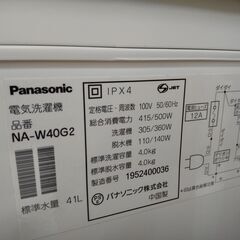 Panasonic
電気洗濯機
品番
NA-W40G2
標準水量 41L
IPX4
JET
定格電圧・周波数 100V 50/60Hz
総合消費電力 415/500W
洗濯機 305/360W
脱水機 110/140W
標準洗濯容量 4.0kg
標準脱水容量 4.0kg
製造番号 1952400036
パナソニック株式会社
中国製
12A